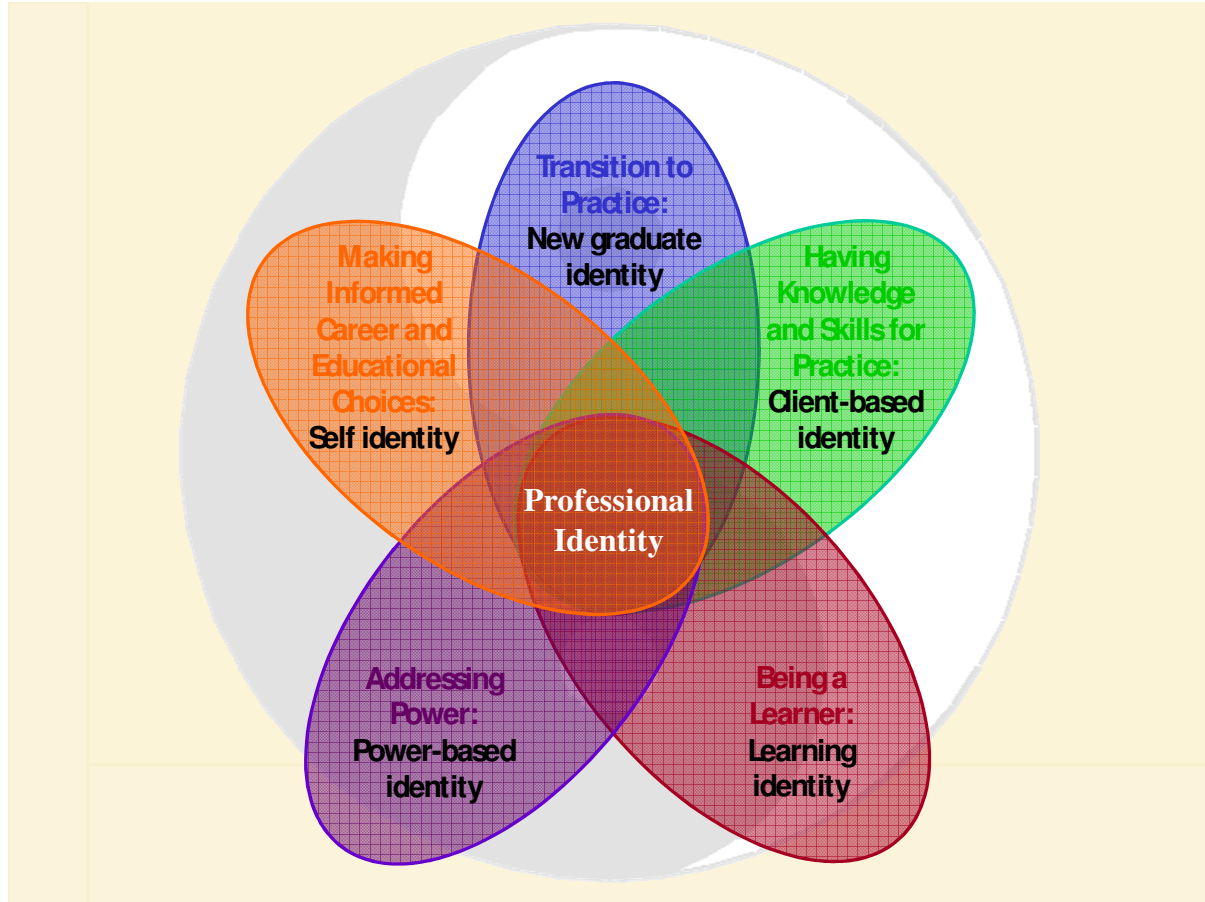 Transition to
Practice:
New graduate
identity
Making
Informed
Career and
Educational
Choices:
Self identity
Having
Knowledge
and Skills for
Practice:
Client-based
identity
Professional
Identity
Addressing
Power:
Power-based
identity
Being a
Learner:
Learning
identity